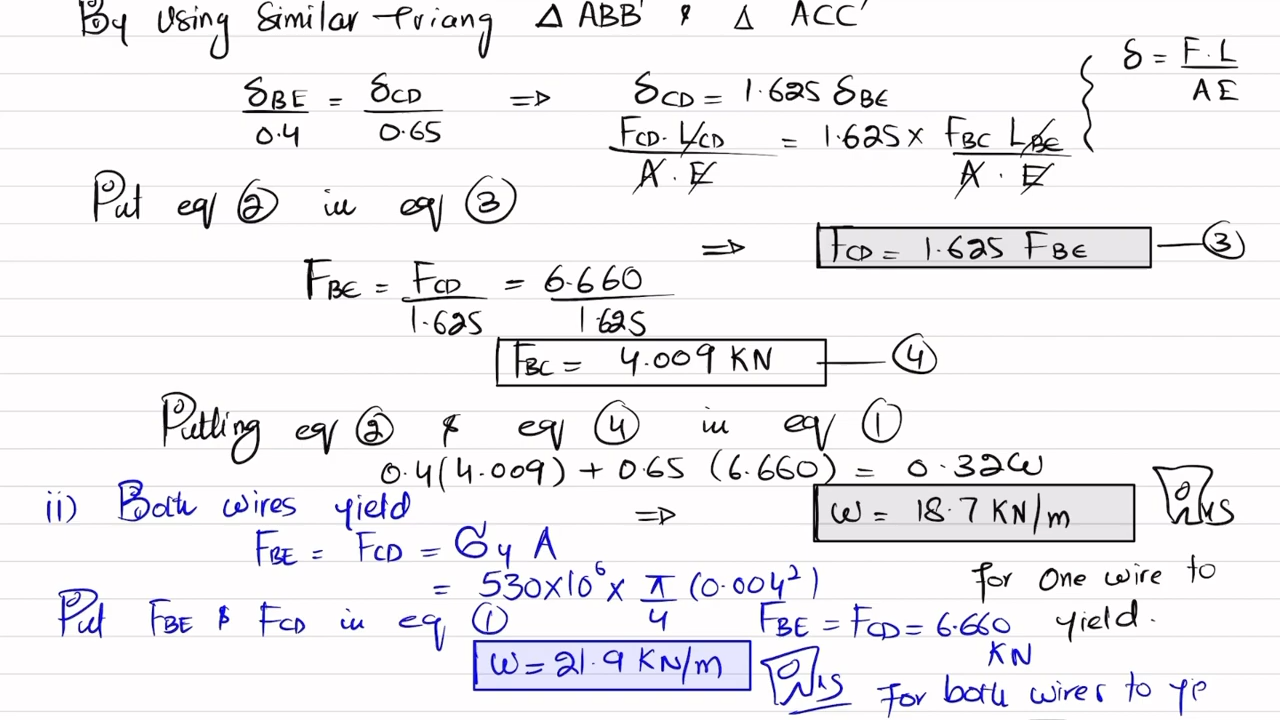 By Using Similar Triang Δ ABB' & Δ ACC'
δBE/0.4 = δCD/0.65 ⇒ δCD = 1.625 δBE { δ = F.L/AE
FCD. LCD/A.E = 1.625 × FBC LBE/A.E
Put eq ② in eq ③
⇒ FCD = 1.625 FBE — ③
FBE = FCD/1.625 = 6.660/1.625
FBC = 4.009 KN — ④
Putting eq ② & eq ④ in eq ①
0.4(4.009) + 0.65 (6.660) = 0.32ω
⇒ ω = 18.7 KN/m Ans
for one wire to
yield.
ii) Both wires yield
FBE = FCD = σy A
= 530×10⁶ × π/4 (0.004²)
Put FBE & FCD in eq ①
FBE = FCD = 6.660
KN
ω = 21.9 KN/m Ans
for both wires to